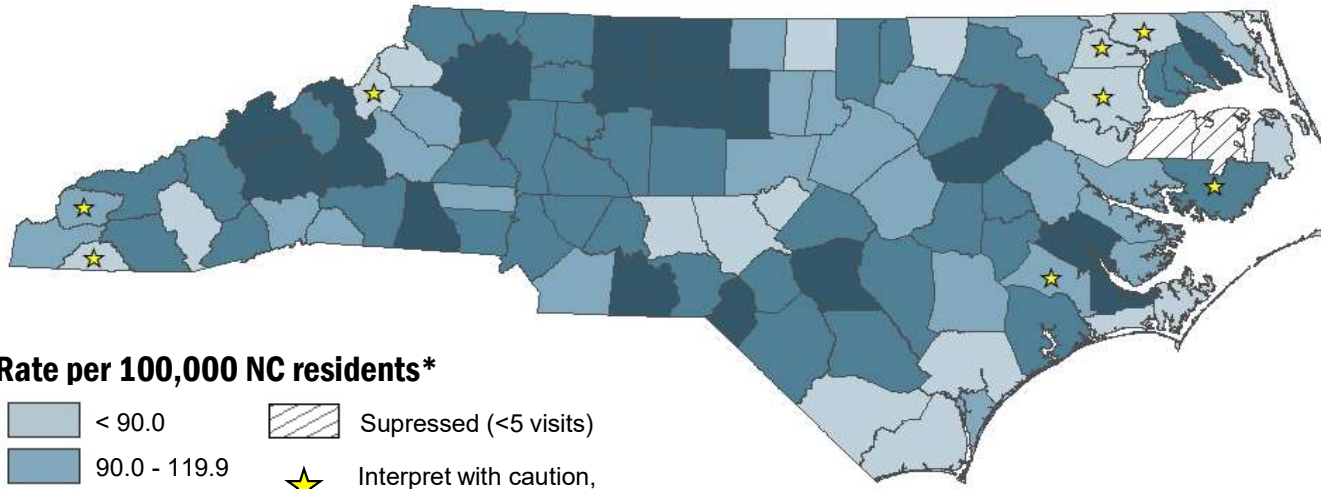 Rate per 100,000 NC residents*
< 90.0
Supressed (<5 visits)
90.0 - 119.9
Interpret with caution,